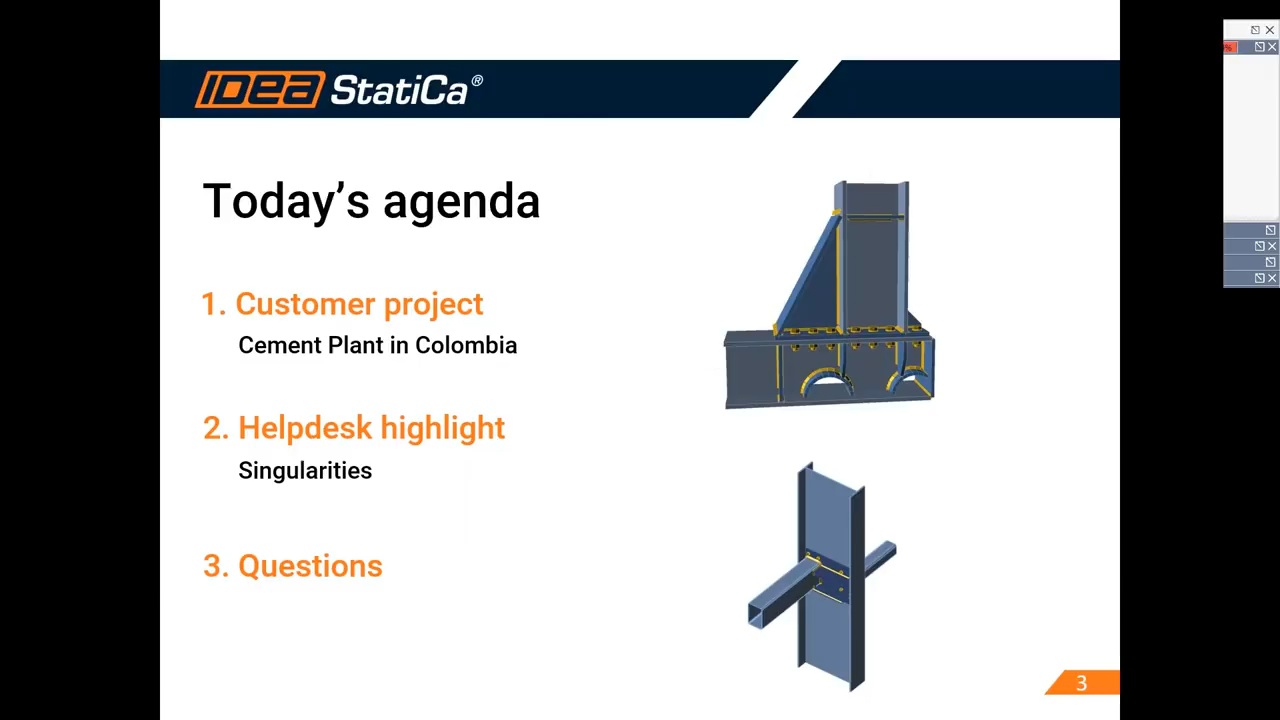 IDEA StatiCa®
Today's agenda
1. Customer project
Cement Plant in Colombia
2. Helpdesk highlight
Singularities
3. Questions
3